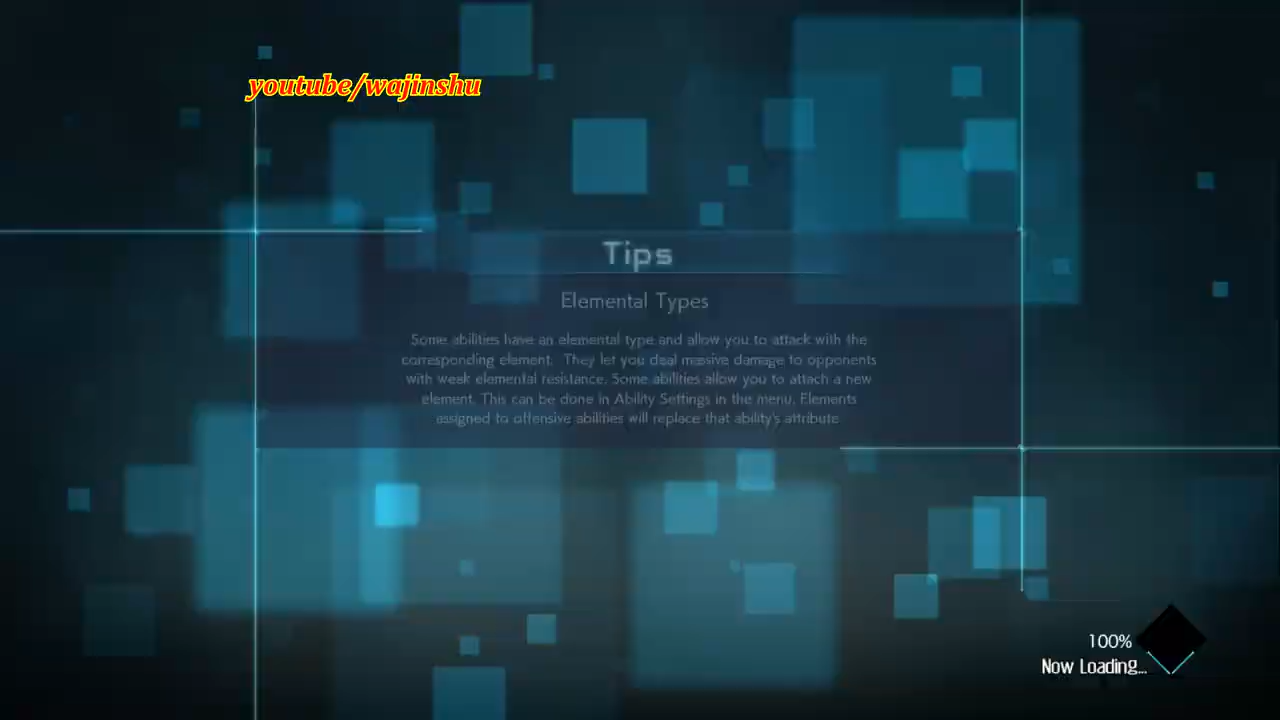 youtube/wajinshu
Tips
Elemental Types
Some abilities have an elemental type and allow you to attack with the
corresponding element. They let you deal massive damage to opponents
with weak elemental resistance. Some abilities allow you to attach a new
element. This can be done in Ability Settings in the menu. Elements
assigned to offensive abilities will replace that ability's attribute
100%
Now Loading...